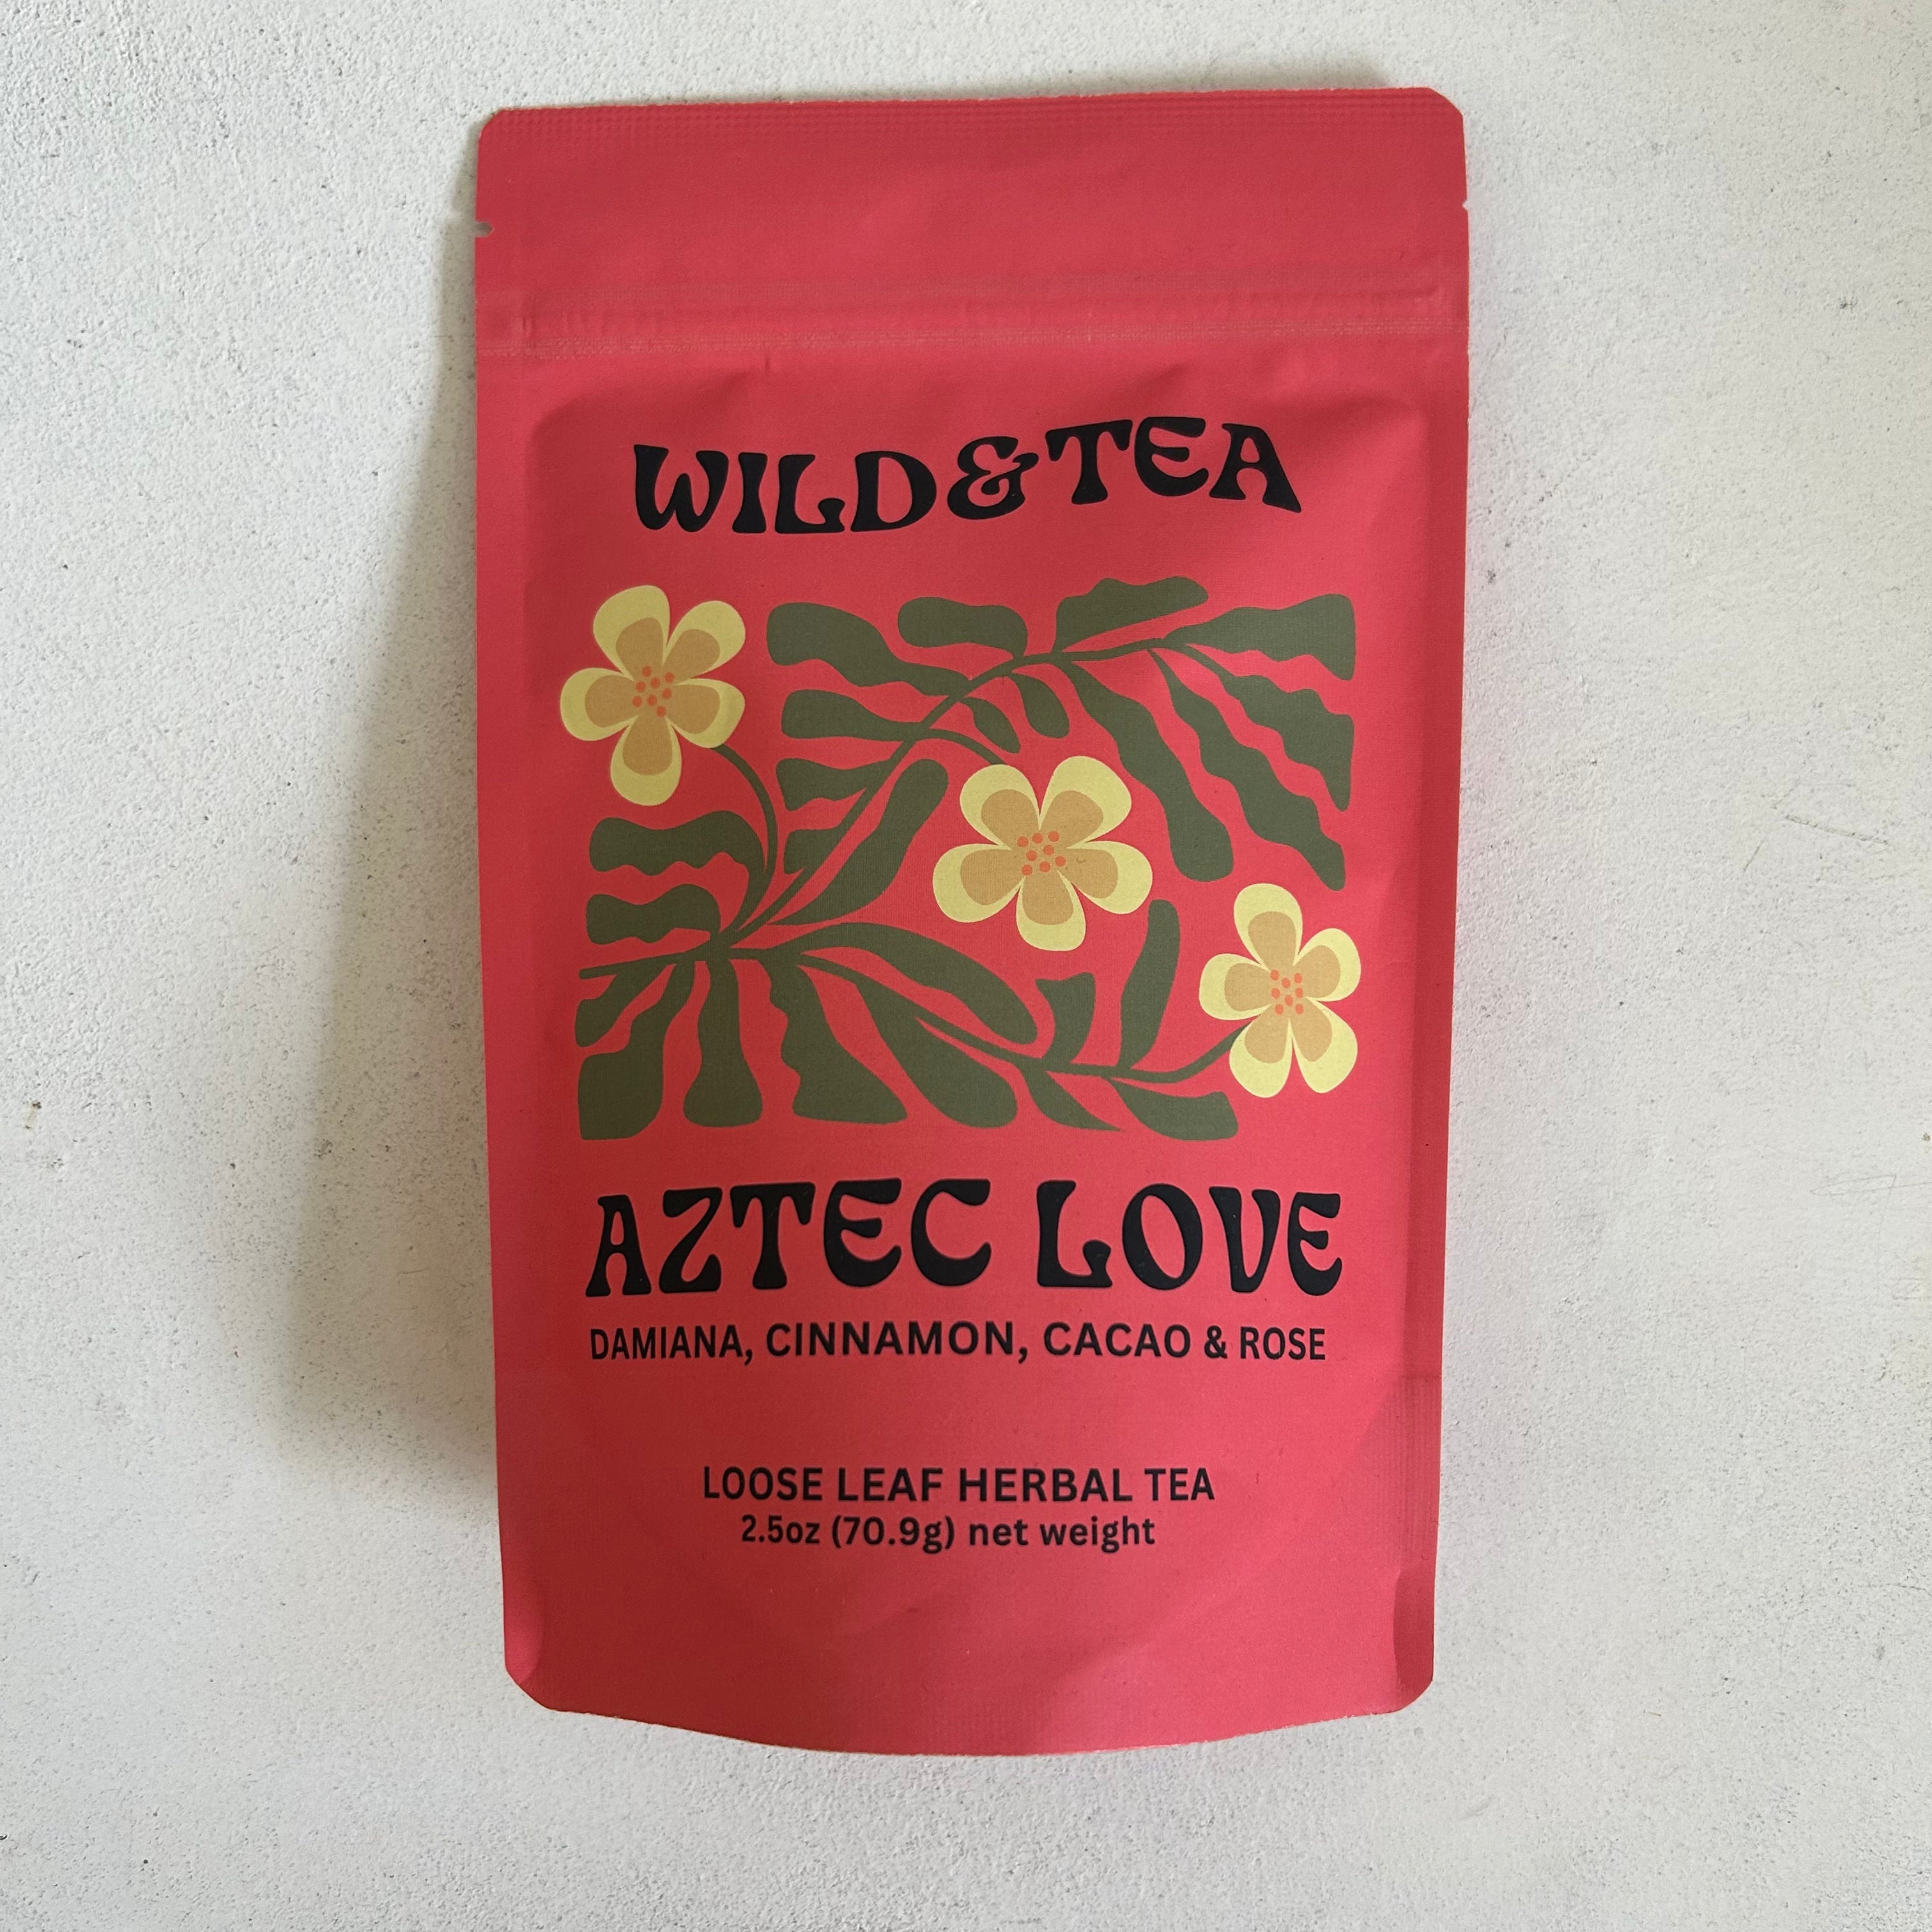 WILD&TEA
AZTEC LOVE
DAMIANA, CINNAMON, CACAO & ROSE
LOOSE LEAF HERBAL TEA
2.5oz (70.9g) net weight